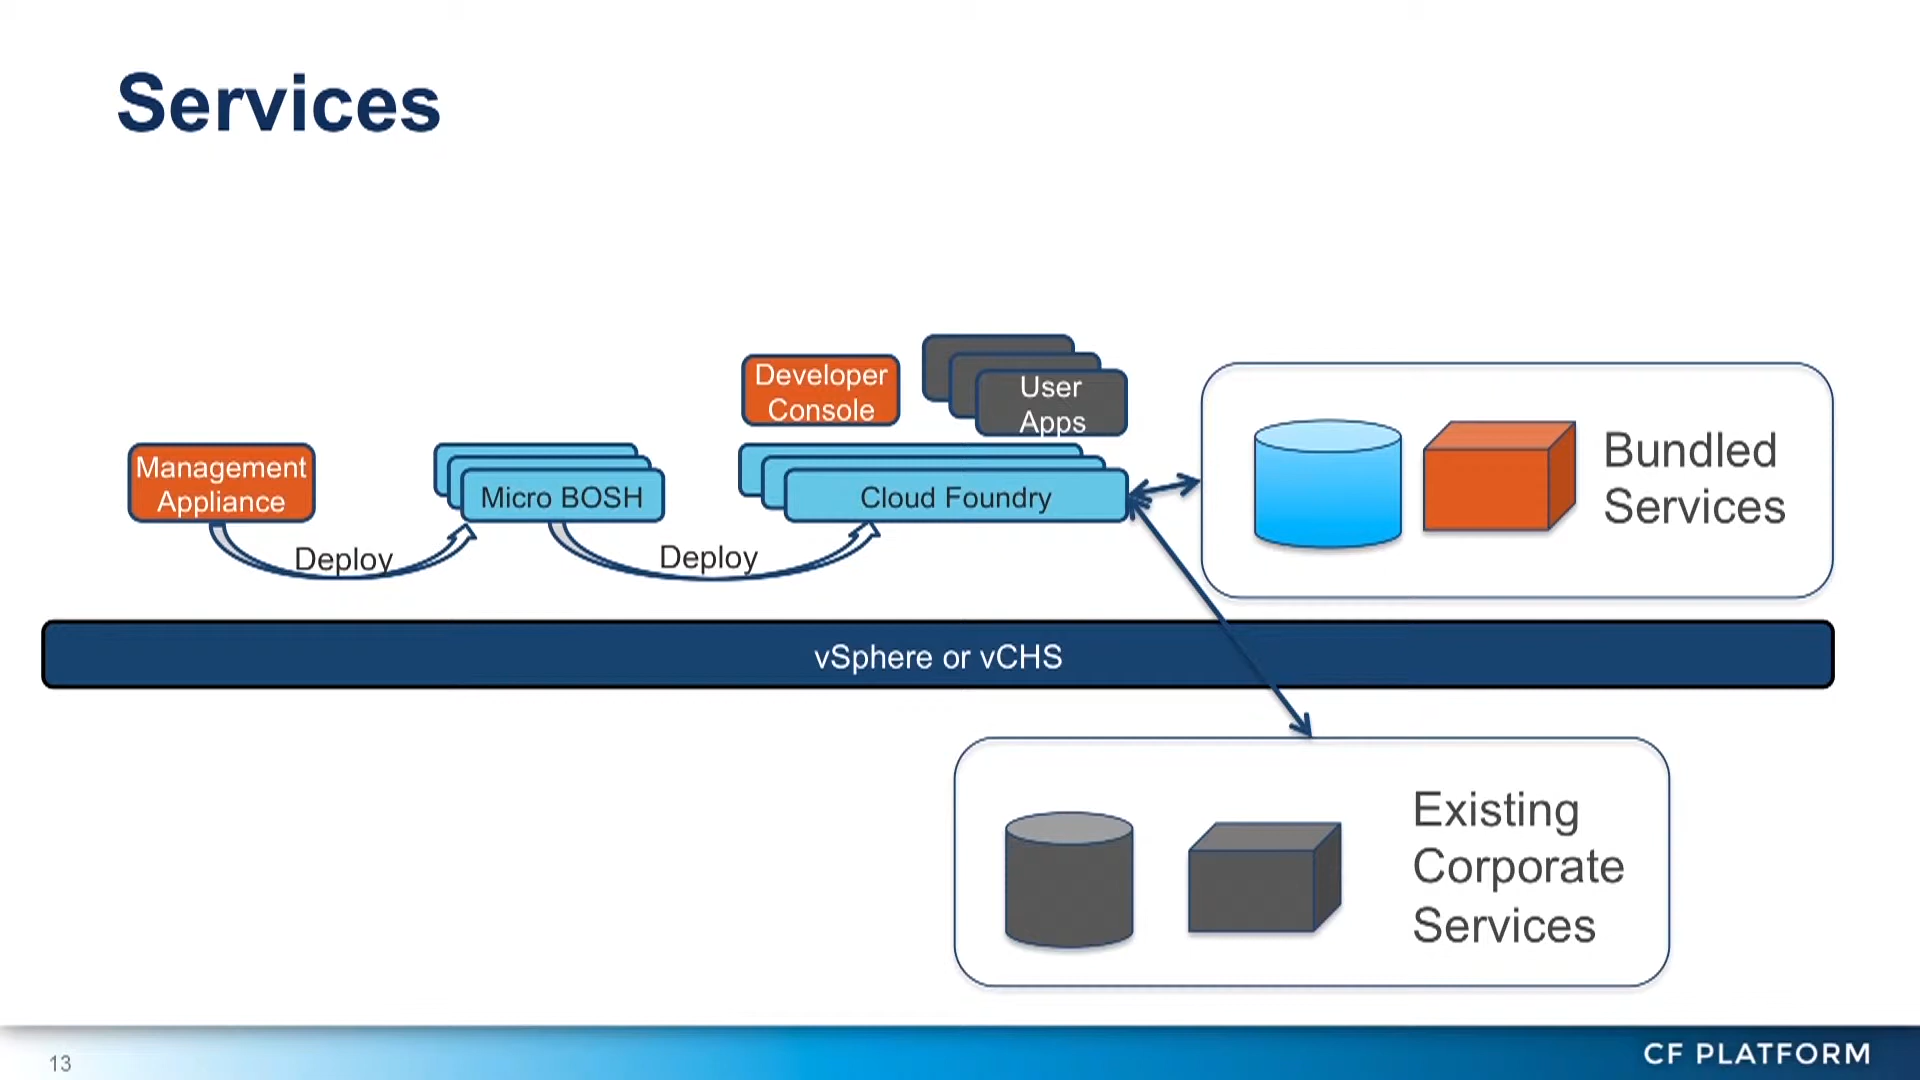 Services
Developer
Console
User
Apps
Management
Appliance
Micro BOSH
Cloud Foundry
Bundled
Services
Deploy
Deploy
vSphere or vCHS
Existing
Corporate
Services
13
CF PLATFORM